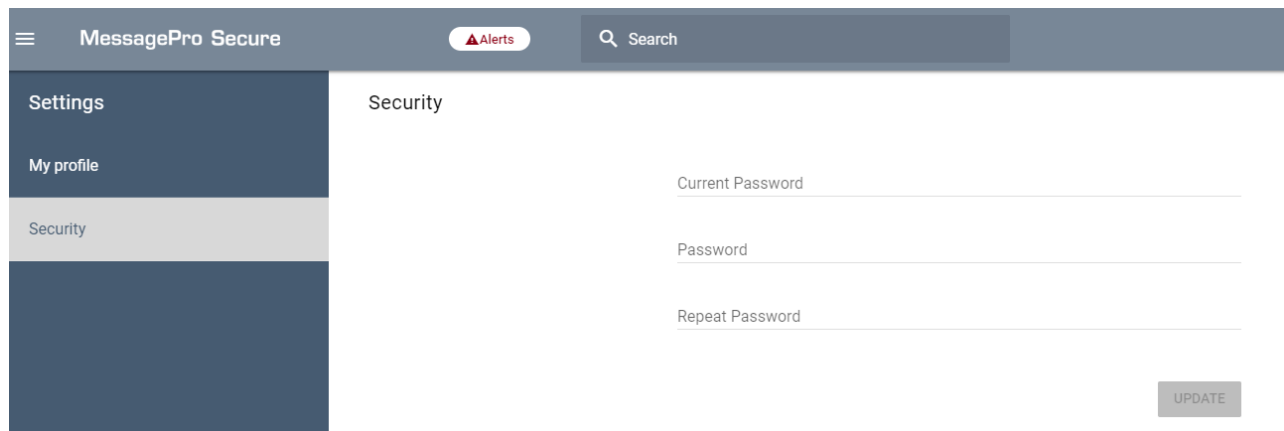 MessagePro Secure
Alerts
Search
Settings
My profile
Security
Security
Current Password
Password
Repeat Password
UPDATE